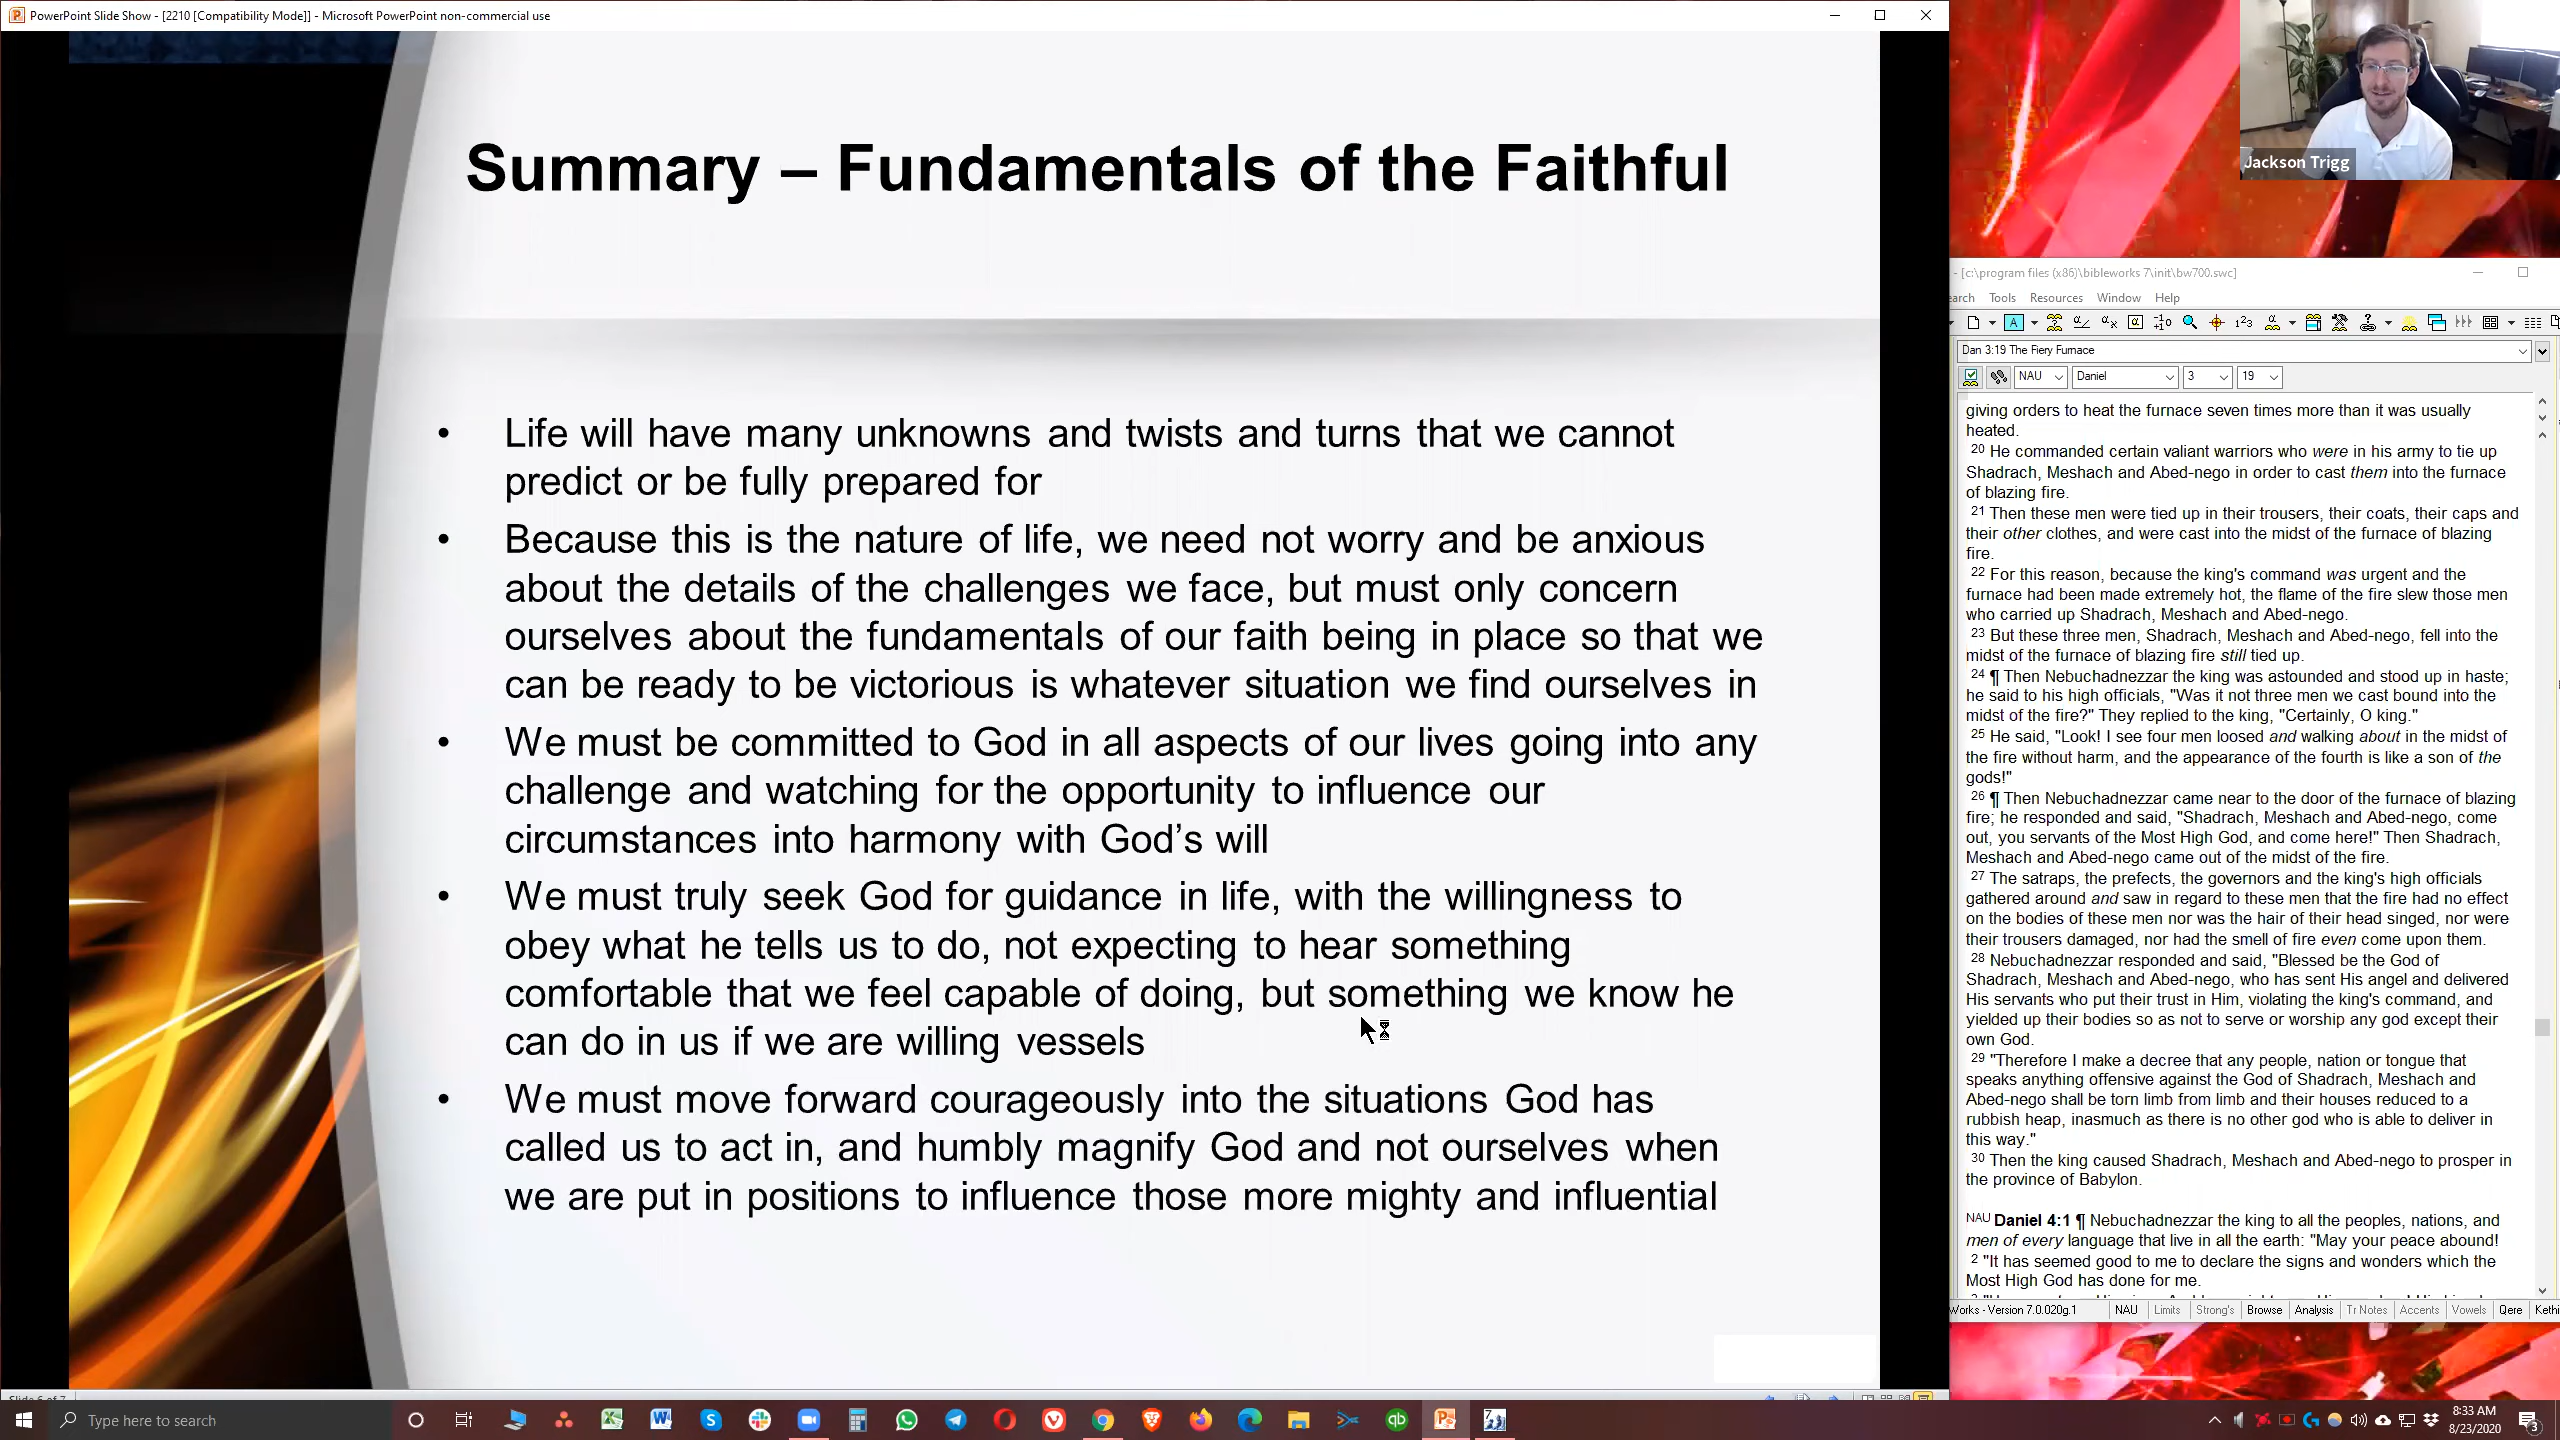 PowerPoint Slide Show - [2210 [Compatibility Mode]] - Microsoft PowerPoint non-commercial use
Summary – Fundamentals of the Faithful
• Life will have many unknowns and twists and turns that we cannot
predict or be fully prepared for
• Because this is the nature of life, we need not worry and be anxious
about the details of the challenges we face, but must only concern
ourselves about the fundamentals of our faith being in place so that we
can be ready to be victorious is whatever situation we find ourselves in
• We must be committed to God in all aspects of our lives going into any
challenge and watching for the opportunity to influence our
circumstances into harmony with God’s will
• We must truly seek God for guidance in life, with the willingness to
obey what he tells us to do, not expecting to hear something
comfortable that we feel capable of doing, but something we know he
can do in us if we are willing vessels
• We must move forward courageously into the situations God has
called us to act in, and humbly magnify God and not ourselves when
we are put in positions to influence those more mighty and influential
Jackson Trigg
- [c:\program files (x86)\bibleworks 7\init\bw700.swc]
earch Tools Resources Window Help
Dan 3:19 The Fiery Furnace
NAU Daniel 3 19
giving orders to heat the furnace seven times more than it was usually
heated.
20 He commanded certain valiant warriors who were in his army to tie up
Shadrach, Meshach and Abed-nego in order to cast them into the furnace
of blazing fire.
21 Then these men were tied up in their trousers, their coats, their caps and
their other clothes, and were cast into the midst of the furnace of blazing
fire.
22 For this reason, because the king's command was urgent and the
furnace had been made extremely hot, the flame of the fire slew those men
who carried up Shadrach, Meshach and Abed-nego.
23 But these three men, Shadrach, Meshach and Abed-nego, fell into the
midst of the furnace of blazing fire still tied up.
24 ¶ Then Nebuchadnezzar the king was astounded and stood up in haste;
he said to his high officials, "Was it not three men we cast bound into the
midst of the fire?" They replied to the king, "Certainly, O king."
25 He said, "Look! I see four men loosed and walking about in the midst of
the fire without harm, and the appearance of the fourth is like a son of the
gods!"
26 ¶ Then Nebuchadnezzar came near to the door of the furnace of blazing
fire; he responded and said, "Shadrach, Meshach and Abed-nego, come
out, you servants of the Most High God, and come here!" Then Shadrach,
Meshach and Abed-nego came out of the midst of the fire.
27 The satraps, the prefects, the governors and the king's high officials
gathered around and saw in regard to these men that the fire had no effect
on the bodies of these men nor was the hair of their head singed, nor were
their trousers damaged, nor had the smell of fire even come upon them.
28 Nebuchadnezzar responded and said, "Blessed be the God of
Shadrach, Meshach and Abed-nego, who has sent His angel and delivered
His servants who put their trust in Him, violating the king's command, and
yielded up their bodies so as not to serve or worship any god except their
own God.
29 "Therefore I make a decree that any people, nation or tongue that
speaks anything offensive against the God of Shadrach, Meshach and
Abed-nego shall be torn limb from limb and their houses reduced to a
rubbish heap, inasmuch as there is no other god who is able to deliver in
this way."
30 Then the king caused Shadrach, Meshach and Abed-nego to prosper in
the province of Babylon.
NAU Daniel 4:1 ¶ Nebuchadnezzar the king to all the peoples, nations, and
men of every language that live in all the earth: "May your peace abound!
2 "It has seemed good to me to declare the signs and wonders which the
Most High God has done for me.
Works - Version 7.0.020g.1 NAU Limits Strong's Browse Analysis Tr Notes Accents Vowels Qere Kethi
Type here to search
8:33 AM
8/23/2020